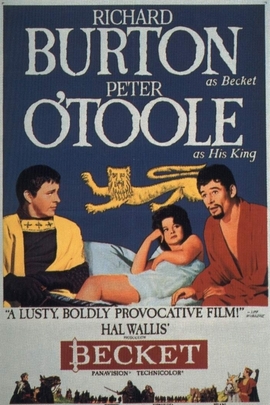 RICHARD
BURTON
as Becket
PETER
O'TOOLE
as His King
"A LUSTY, BOLDLY PROVOCATIVE FILM!"
HAL WALLIS'
BECKET
PANAVISION® TECHNICOLOR®